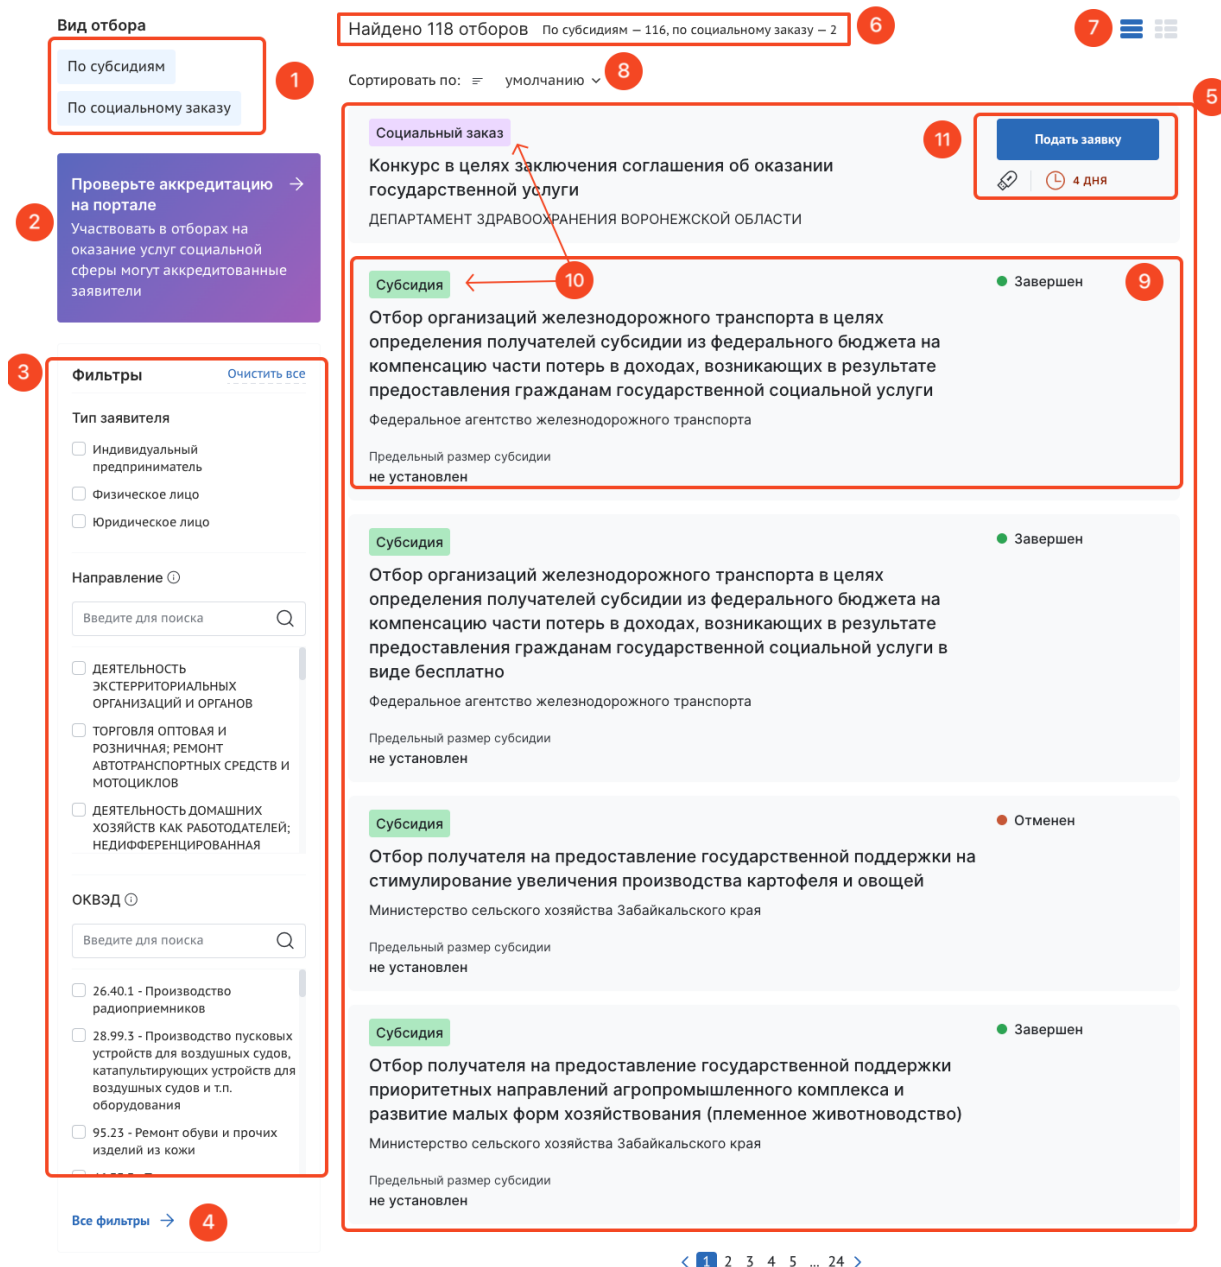 Вид отбора
По субсидиям
По социальному заказу
1
Проверьте аккредитацию
на портале
Участвовать в отборах на
оказание услуг социальной
сферы могут аккредитованные
заявители
2
3
Фильтры
Очистить все
Тип заявителя
Индивидуальный
предприниматель
Физическое лицо
Юридическое лицо
Направление
Введите для поиска
ДЕЯТЕЛЬНОСТЬ
ЭКСТЕРРИТОРИАЛЬНЫХ
ОРГАНИЗАЦИЙ И ОРГАНОВ
ТОРГОВЛЯ ОПТОВАЯ И
РОЗНИЧНАЯ; РЕМОНТ
АВТОТРАНСПОРТНЫХ СРЕДСТВ И
МОТОЦИКЛОВ
ДЕЯТЕЛЬНОСТЬ ДОМАШНИХ
ХОЗЯЙСТВ КАК РАБОТОДАТЕЛЕЙ;
НЕДИФФЕРЕНЦИРОВАННАЯ
ОКВЭД
Введите для поиска
26.40.1 - Производство
радиоприемников
28.99.3 - Производство пусковых
устройств для воздушных судов,
катапультирующих устройств для
воздушных судов и т.п.
оборудования
95.23 - Ремонт обуви и прочих
изделий из кожи
Все фильтры
4
Найдено 118 отборов По субсидиям — 116, по социальному заказу — 2
6
7
Сортировать по: умолчанию
8
5
Социальный заказ
11
Подать заявку
4 ДНЯ
Конкурс в целях заключения соглашения об оказании
государственной услуги
ДЕПАРТАМЕНТ ЗДРАВООХРАНЕНИЯ ВОРОНЕЖСКОЙ ОБЛАСТИ
Субсидия
10
Завершен
9
Отбор организаций железнодорожного транспорта в целях
определения получателей субсидии из федерального бюджета на
компенсацию части потерь в доходах, возникающих в результате
предоставления гражданам государственной социальной услуги
Федеральное агентство железнодорожного транспорта
Предельный размер субсидии
не установлен
Субсидия
Завершен
Отбор организаций железнодорожного транспорта в целях
определения получателей субсидии из федерального бюджета на
компенсацию части потерь в доходах, возникающих в результате
предоставления гражданам государственной социальной услуги в
виде бесплатно
Федеральное агентство железнодорожного транспорта
Предельный размер субсидии
не установлен
Субсидия
Отменен
Отбор получателя на предоставление государственной поддержки на
стимулирование увеличения производства картофеля и овощей
Министерство сельского хозяйства Забайкальского края
Предельный размер субсидии
не установлен
Субсидия
Завершен
Отбор получателя на предоставление государственной поддержки
приоритетных направлений агропромышленного комплекса и
развитие малых форм хозяйствования (племенное животноводство)
Министерство сельского хозяйства Забайкальского края
Предельный размер субсидии
не установлен
1 2 3 4 5 ... 24